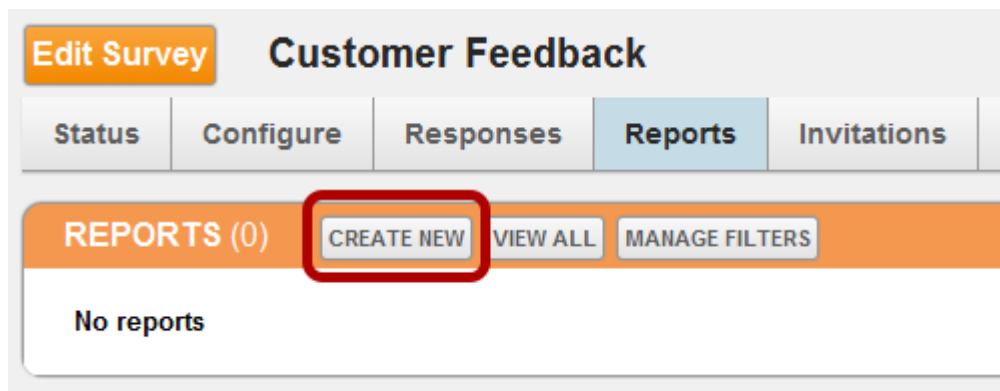 Edit Survey Customer Feedback
Status Configure Responses Reports Invitations
REPORTS (0) CREATE NEW VIEW ALL MANAGE FILTERS
No reports